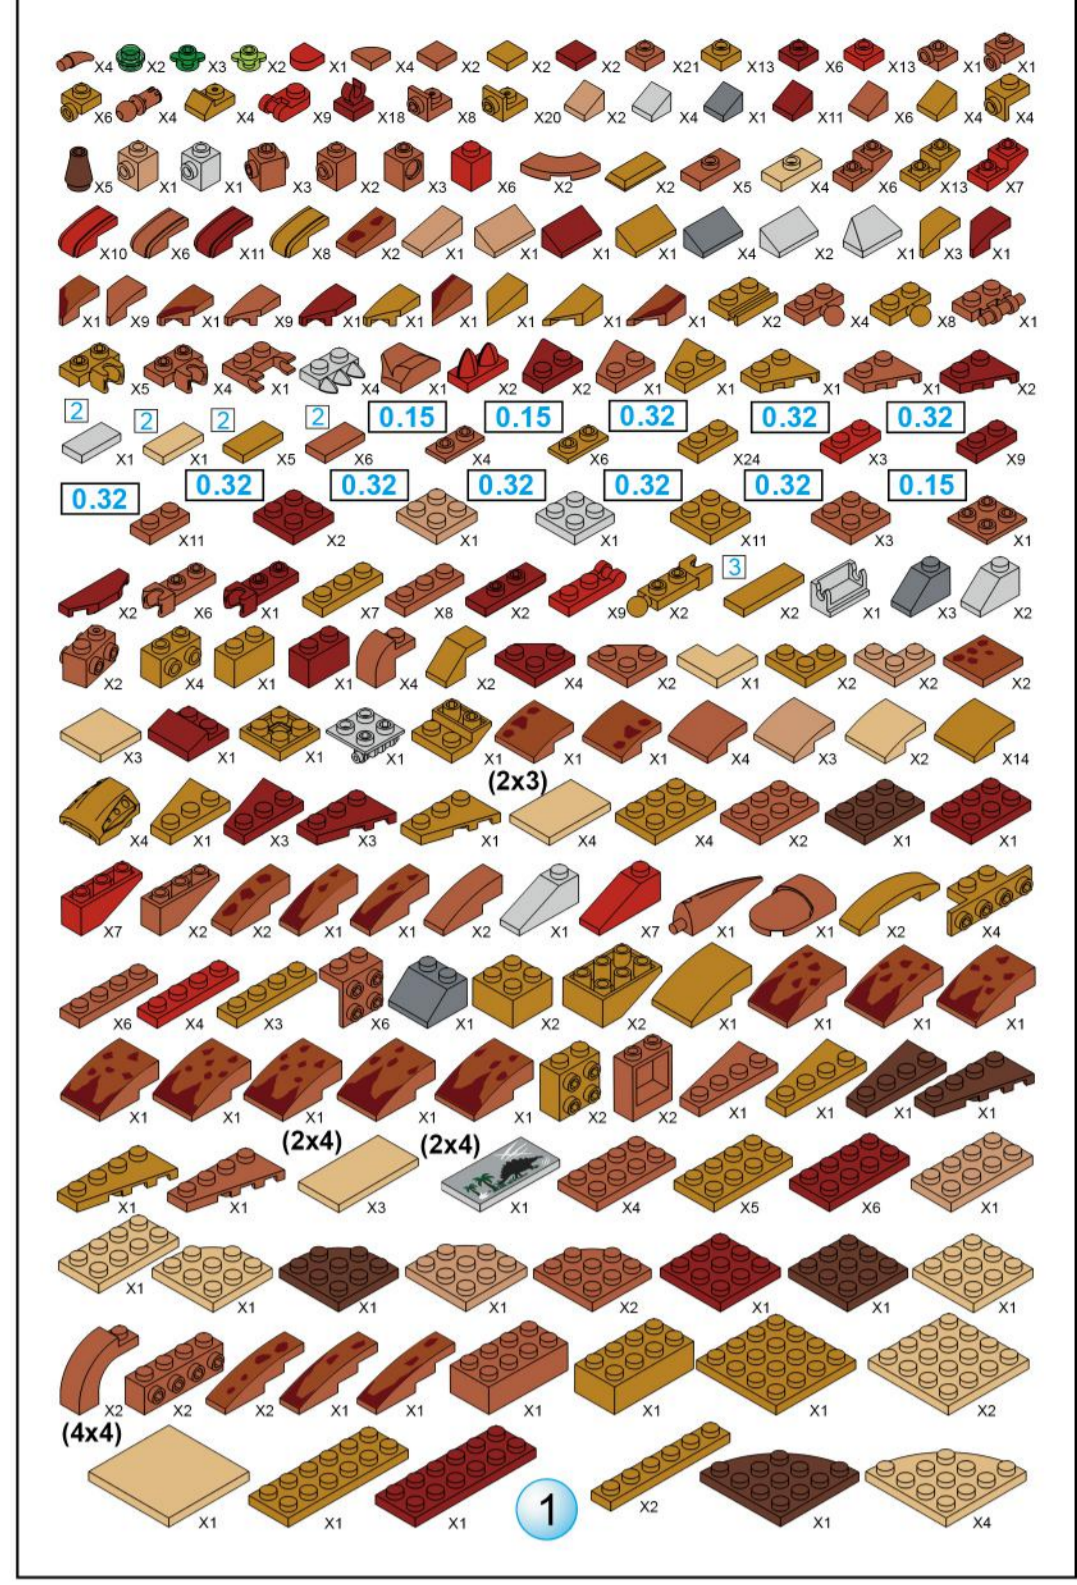 X4 X2 X3 X2 X1 X4 X2 X2 X2 X21 X13 X6 X13 X1 X1
X6 X4 X4 X9 X18 X8 X20 X2 X4 X1 X11 X6 X4 X4
X5 X1 X1 X3 X2 X3 X6 X2 X2 X5 X4 X6 X13 X7
X10 X6 X11 X8 X2 X1 X1 X1 X1 X4 X2 X1 X3 X1
X1 X9 X1 X9 X1 X1 X1 X1 X1 X1 X2 X4 X8 X1
X5 X4 X1 X4 X1 X2 X2 X1 X1 X1 X1 X2
2 2 2 2 0.15 0.15 0.32 0.32 0.32
X1 X1 X5 X6 X4 X6 X24 X3 X9
0.32 0.32 0.32 0.32 0.32 0.32 0.15
X11 X2 X1 X1 X11 X3 X1
3
X2 X6 X1 X7 X8 X2 X9 X2 X2 X1 X3 X2
X2 X4 X1 X1 X4 X2 X4 X2 X1 X2 X2 X2
X3 X1 X1 X1 X1 X1 X1 X4 X3 X2 X14
(2x3)
X4 X1 X3 X3 X1 X4 X4 X2 X1 X1
X7 X2 X2 X1 X1 X2 X1 X7 X1 X1 X2 X4
X6 X4 X3 X6 X1 X2 X2 X1 X1 X1 X1
X1 X1 X1 X1 X1 X2 X2 X1 X1 X1 X1
(2x4) (2x4)
X1 X1 X3 X1 X4 X5 X6 X1
X1 X1 X1 X1 X2 X1 X1 X1
X2 X2 X2 X1 X1 X1 X1 X1 X2
(4x4)
X1 X1 X1 1 X2 X1 X4